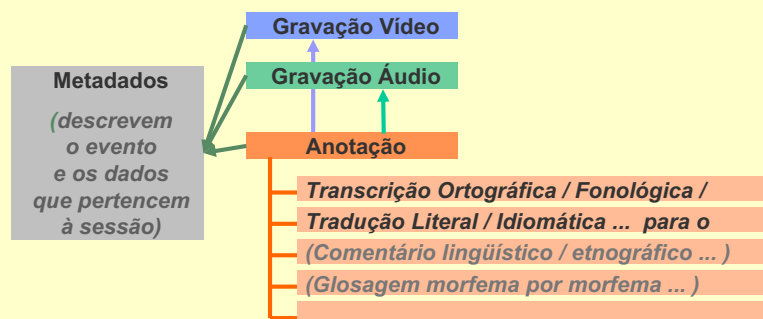 Gravação Vídeo
Gravação Áudio
Metadados
(descrevem
o evento
e os dados
que pertencem
à sessão)
Anotação
Transcrição Ortográfica / Fonológica /
Tradução Literal / Idiomática ... para o
(Comentário lingüístico / etnográfico ... )
(Glosagem morfema por morfema ... )